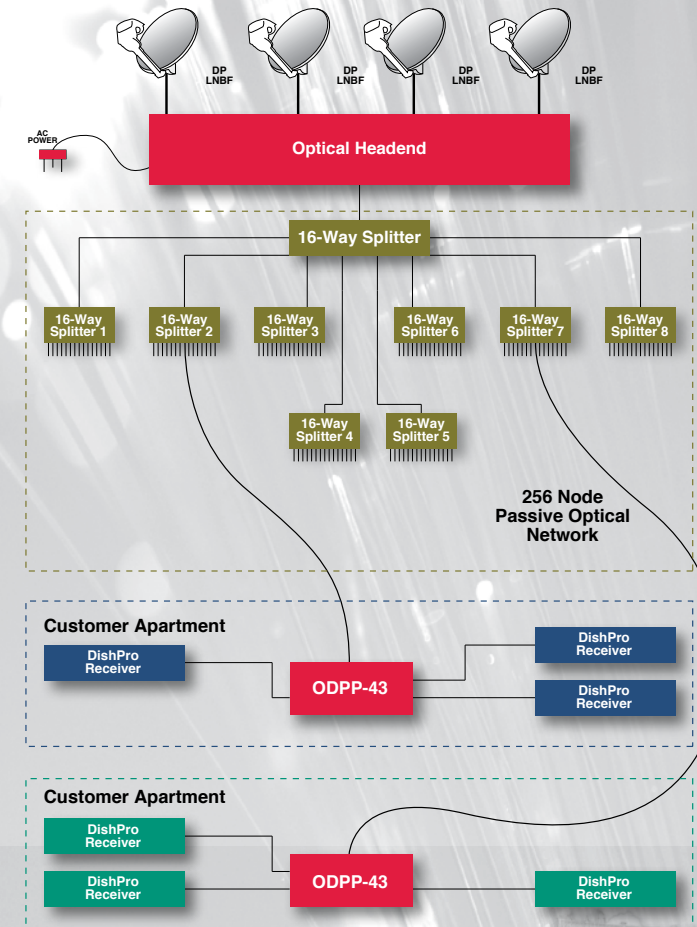 DP
LNBF
DP
LNBF
DP
LNBF
DP
LNBF
AC
POWER
Optical Headend
16-Way Splitter
16-Way
Splitter 1
16-Way
Splitter 2
16-Way
Splitter 3
16-Way
Splitter 6
16-Way
Splitter 7
16-Way
Splitter 8
16-Way
Splitter 4
16-Way
Splitter 5
256 Node
Passive Optical
Network
Customer Apartment
DishPro
Receiver
ODPP-43
DishPro
Receiver
DishPro
Receiver
Customer Apartment
DishPro
Receiver
DishPro
Receiver
ODPP-43
DishPro
Receiver